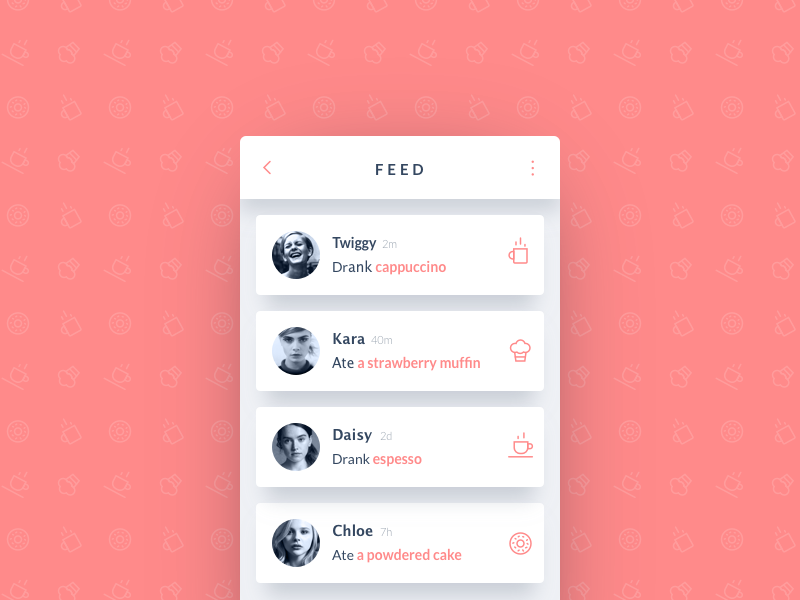 FEED
Twiggy 2m
Drank cappuccino
Kara 40m
Ate a strawberry muffin
Daisy 2d
Drank espesso
Chloe 7h
Ate a powdered cake